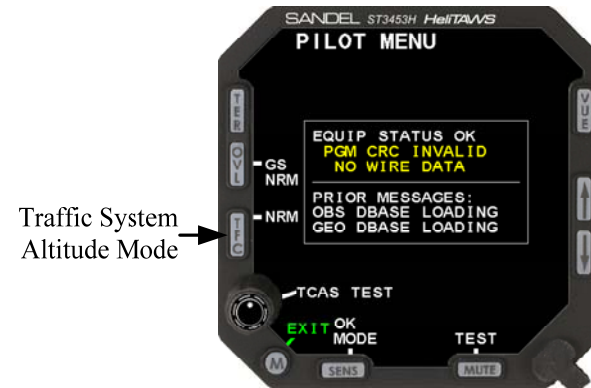 SANDEL ST3453H HeliTAWS
PILOT MENU
TER
VUE
EQUIP STATUS OK
PGM CRC INVALID
NO WIRE DATA
OVL
GS
NRM
PRIOR MESSAGES:
OBS DBASE LOADING
GEO DBASE LOADING
Traffic System
Altitude Mode
TFC
NRM
TCAS TEST
EXIT
OK
MODE
TEST
M
SENS
MUTE